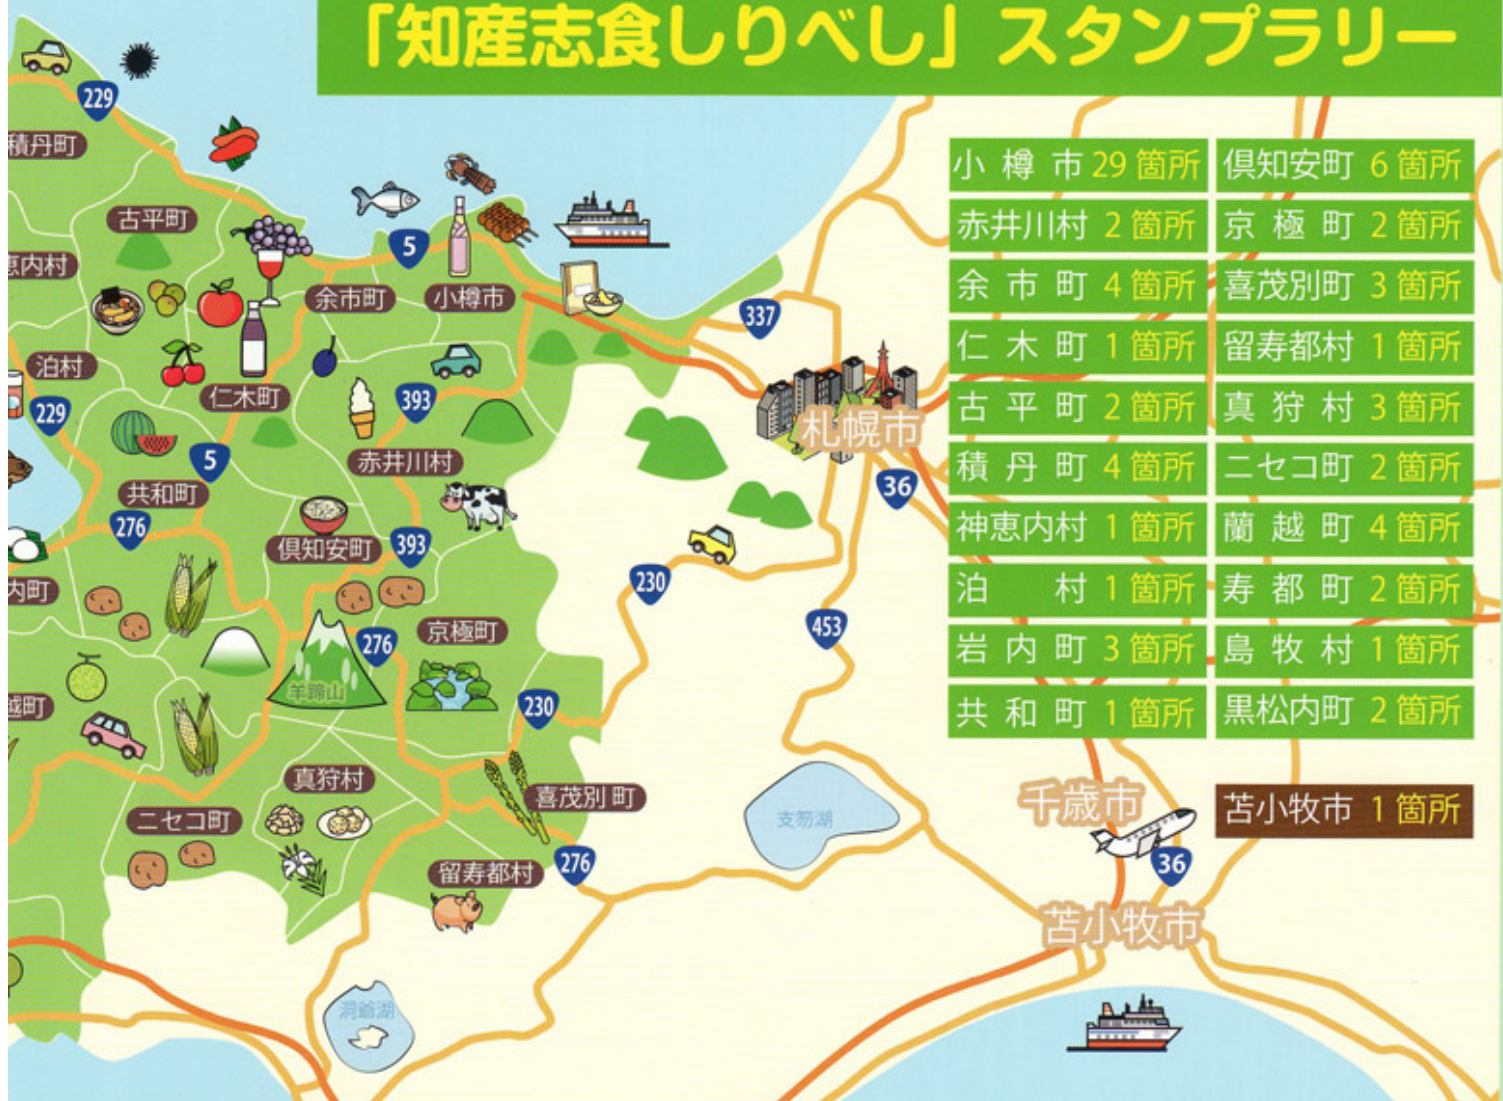 「知産志食しりべし」スタンプラリー
229
積丹町
古平町
恵内村
5
余市町
小樽市
337
泊村
229
仁木町
393
札幌市
5
赤井川村
36
共和町
276
倶知安町
393
内町
230
276
京極町
453
羊蹄山
越町
230
真狩村
喜茂別町
ニセコ町
支笏湖
276
留寿都村
千歳市
36
苫小牧市
洞爺湖
小樽市 29箇所
赤井川村 2箇所
余市町 4箇所
仁木町 1箇所
古平町 2箇所
積丹町 4箇所
神恵内村 1箇所
泊村 1箇所
岩内町 3箇所
共和町 1箇所
倶知安町 6箇所
京極町 2箇所
喜茂別町 3箇所
留寿都村 1箇所
真狩村 3箇所
ニセコ町 2箇所
蘭越町 4箇所
寿都町 2箇所
島牧村 1箇所
黒松内町 2箇所
苫小牧市 1箇所